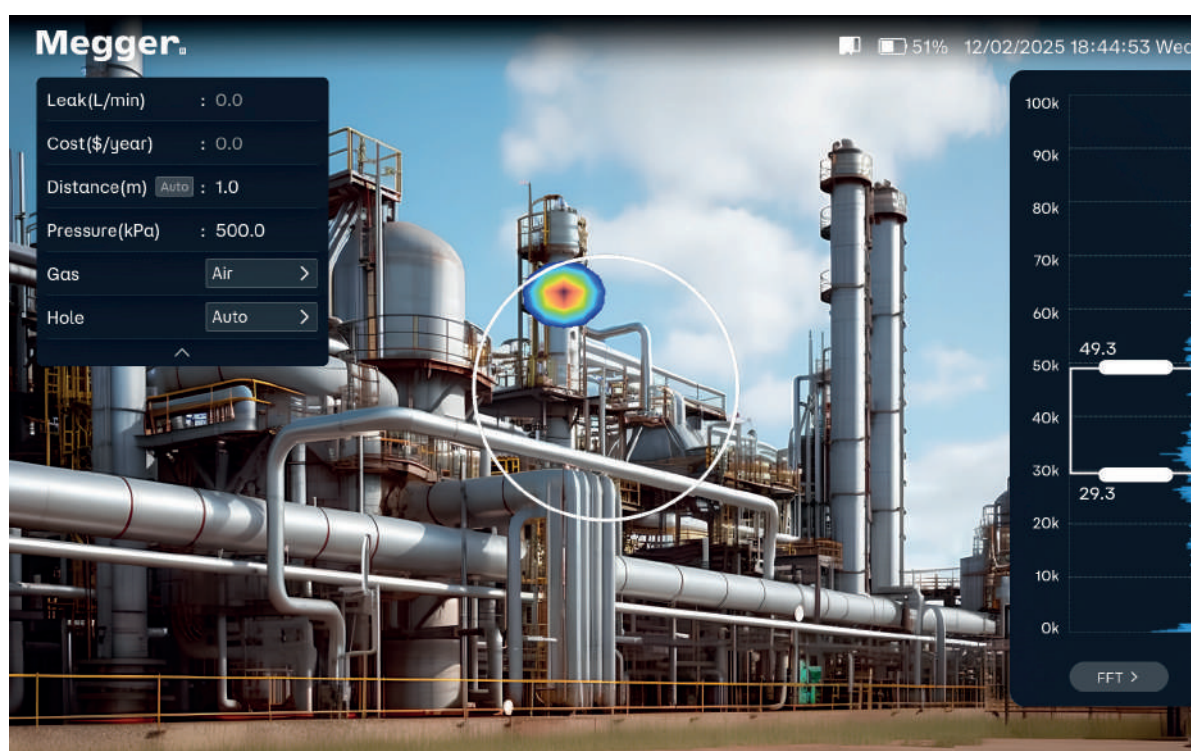 Megger.
51% 12/02/2025 18:44:53 Wed
Leak(L/min) : 0.0
Cost($/year) : 0.0
Distance(m) Auto : 1.0
Pressure(kPa) : 500.0
Gas Air >
Hole Auto >
100k
90k
80k
70k
60k
49.3
50k
40k
30k
29.3
20k
10k
0k
FFT >